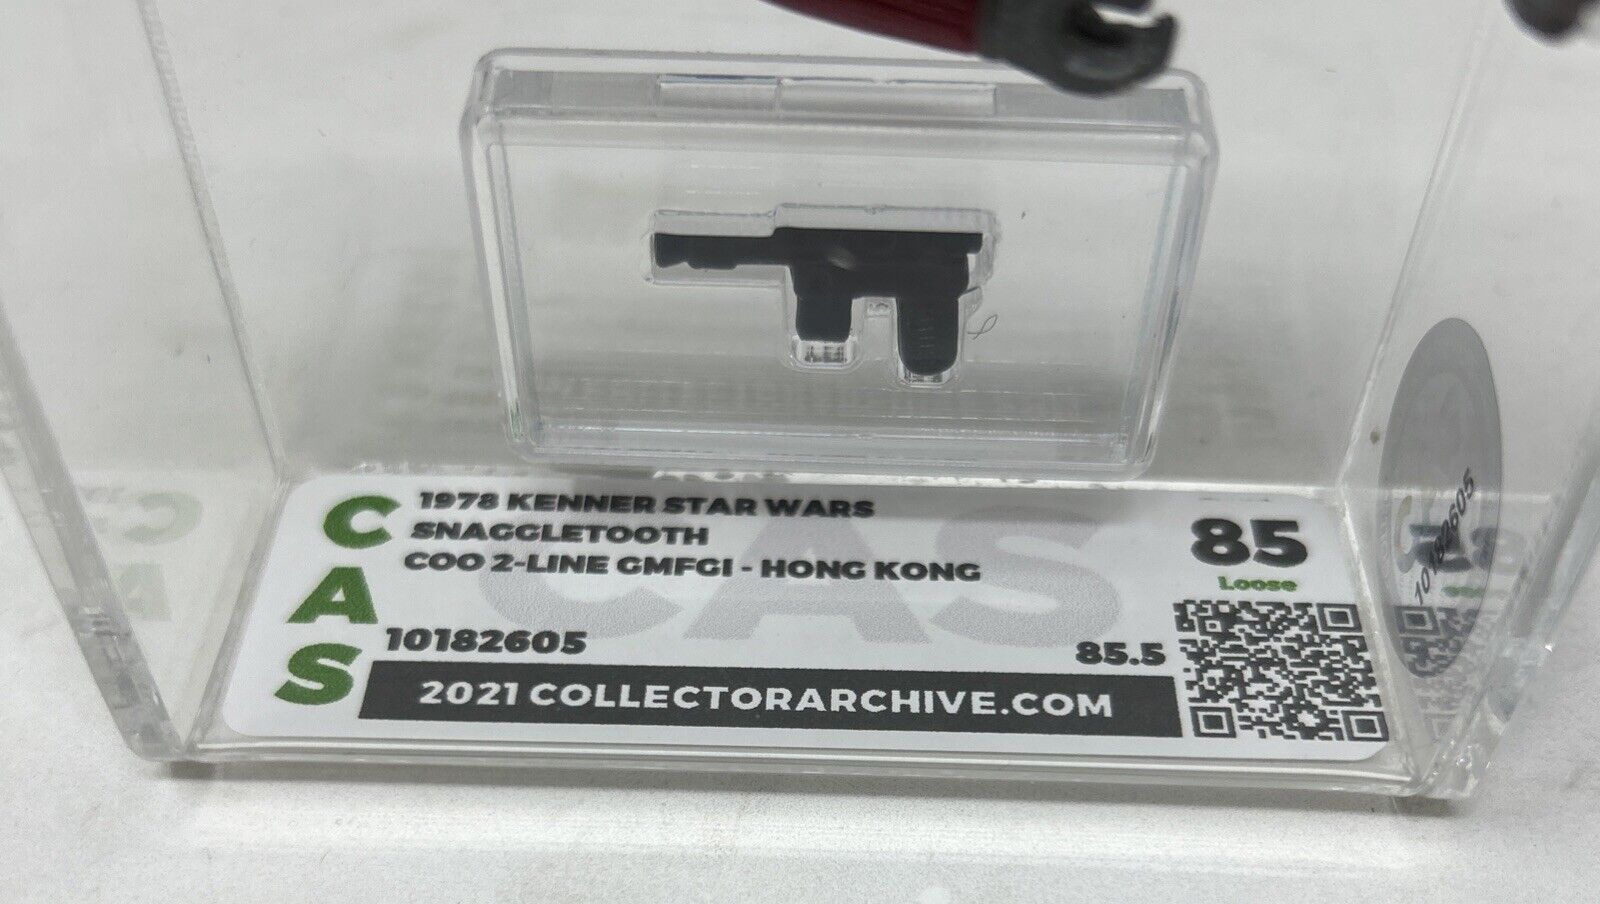 CAS
1978 KENNER STAR WARS
SNAGGLETOOTH
COO 2-LINE GMFGI - HONG KONG
CAS
10182605
85.5
2021 COLLECTORARCHIVE.COM
85
Loose
10182605